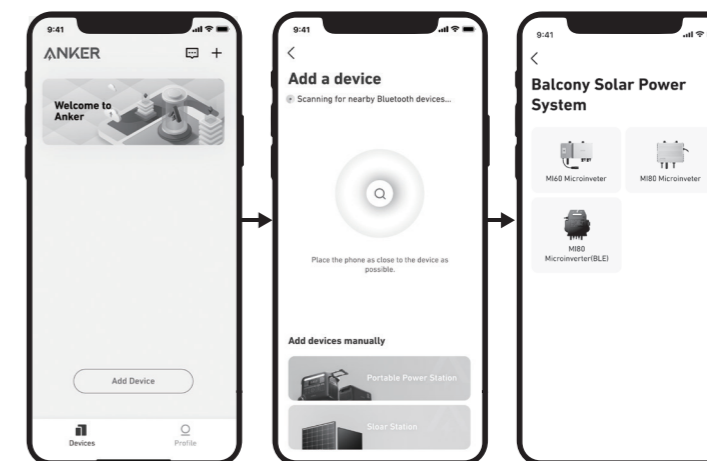 9:41
ANKER
Welcome to
Anker
Add Device
Devices
Profile
9:41
Add a device
Scanning for nearby Bluetooth devices...
Place the phone as close to the device as
possible.
Add devices manually
Portable Power Station
Sloar Station
9:41
Balcony Solar Power
System
MI60 Microinveter
MI80 Microinveter
MI80
Microinverter(BLE)